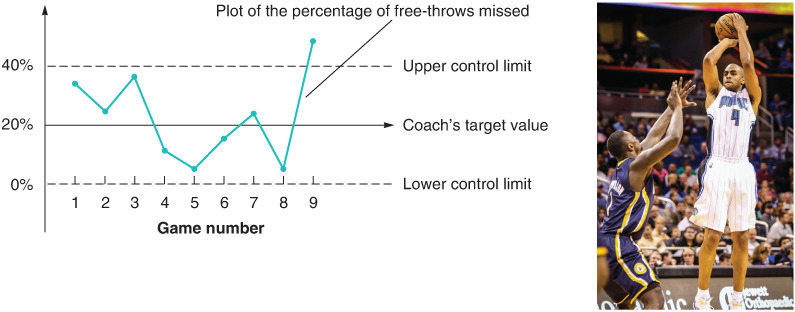 Plot of the percentage of free-throws missed
40%
Upper control limit
20%
Coach's target value
0%
Lower control limit
1 2 3 4 5 6 7 8 9
Game number
4
Orthopaedic